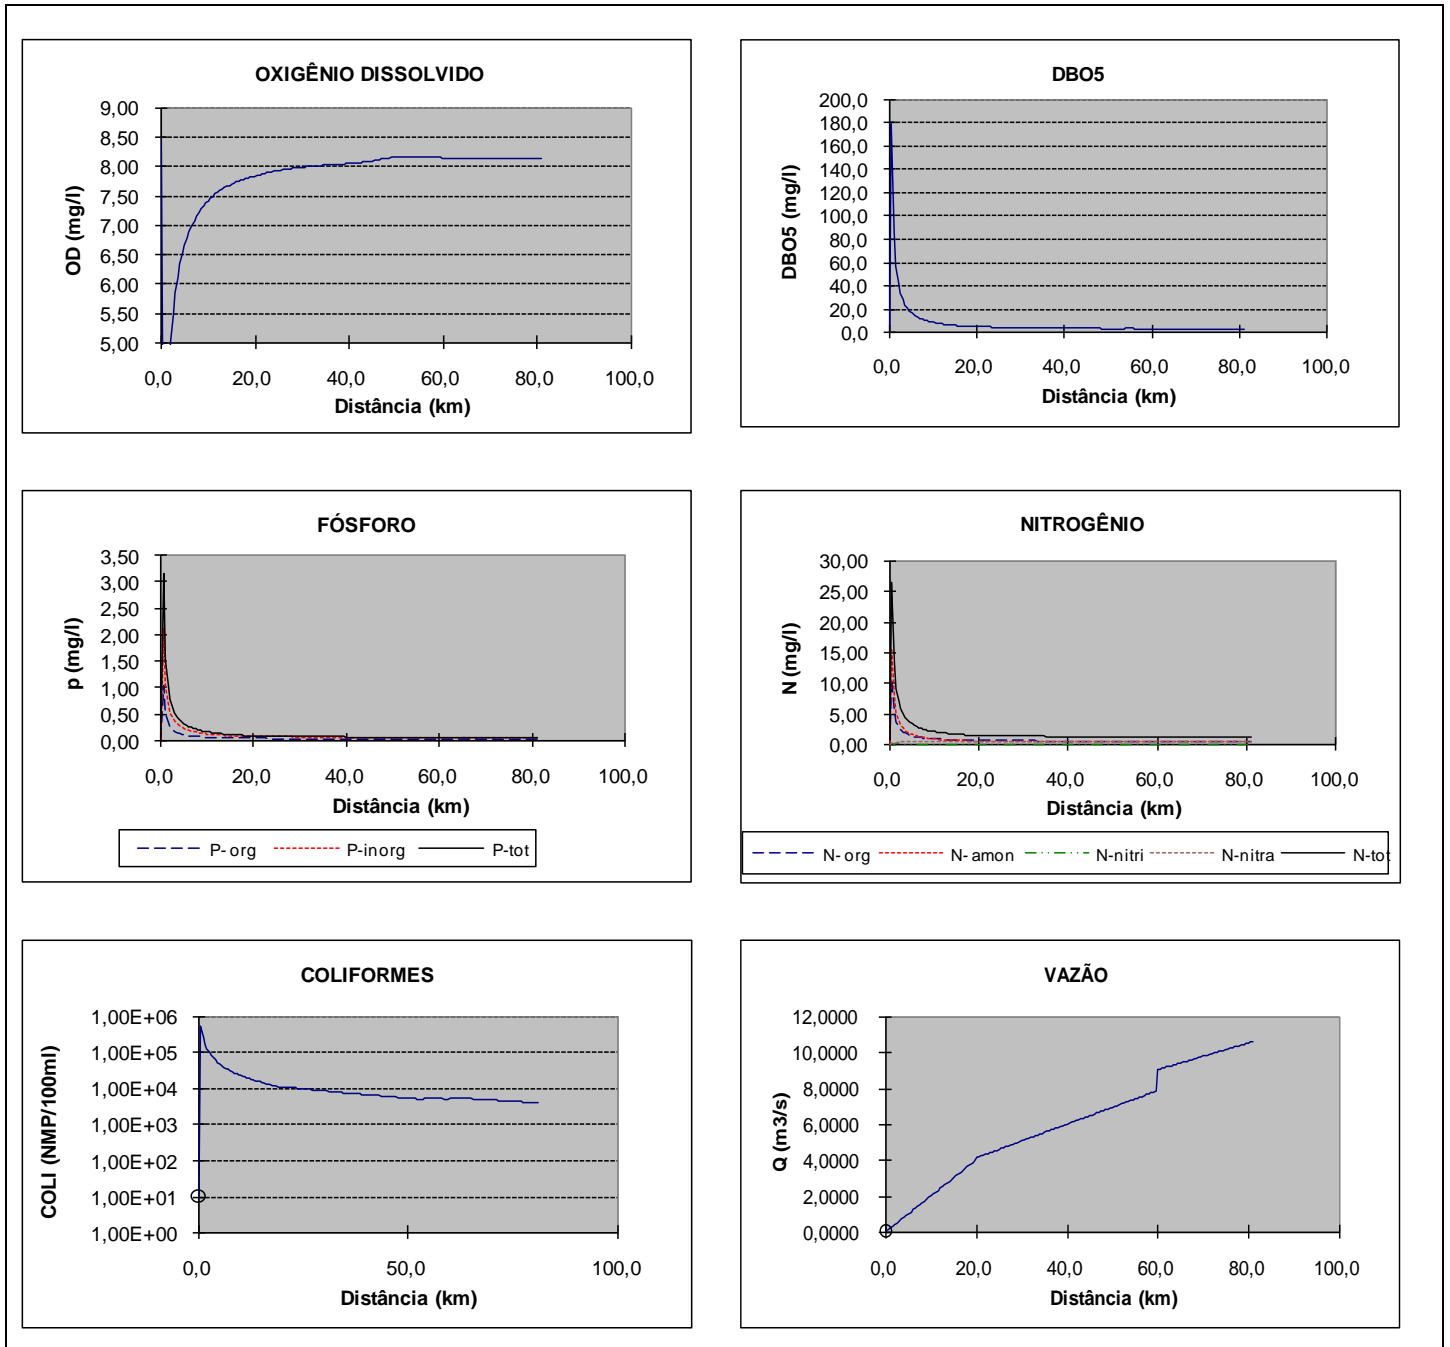 OXIGÊNIO DISSOLVIDO
OD (mg/l)
9,00
8,50
8,00
7,50
7,00
6,50
6,00
5,50
5,00
0,0 20,0 40,0 60,0 80,0 100,0
Distância (km)
DBO5
DBO5 (mg/l)
200,0
180,0
160,0
140,0
120,0
100,0
80,0
60,0
40,0
20,0
0,0
0,0 20,0 40,0 60,0 80,0 100,0
Distância (km)
FÓSFORO
p (mg/l)
3,50
3,00
2,50
2,00
1,50
1,00
0,50
0,00
0,0 20,0 40,0 60,0 80,0 100,0
Distância (km)
P-org P-inorg P-tot
NITROGÊNIO
N (mg/l)
30,00
25,00
20,00
15,00
10,00
5,00
0,00
0,0 20,0 40,0 60,0 80,0 100,0
Distância (km)
N-org N-amon N-nitri N-nitra N-tot
COLIFORMES
COLI (NMP/100ml)
1,00E+06
1,00E+05
1,00E+04
1,00E+03
1,00E+02
1,00E+01
1,00E+00
0,0 50,0 100,0
Distância (km)
VAZÃO
Q (m3/s)
12,0000
10,0000
8,0000
6,0000
4,0000
2,0000
0,0000
0,0 20,0 40,0 60,0 80,0 100,0
Distância (km)